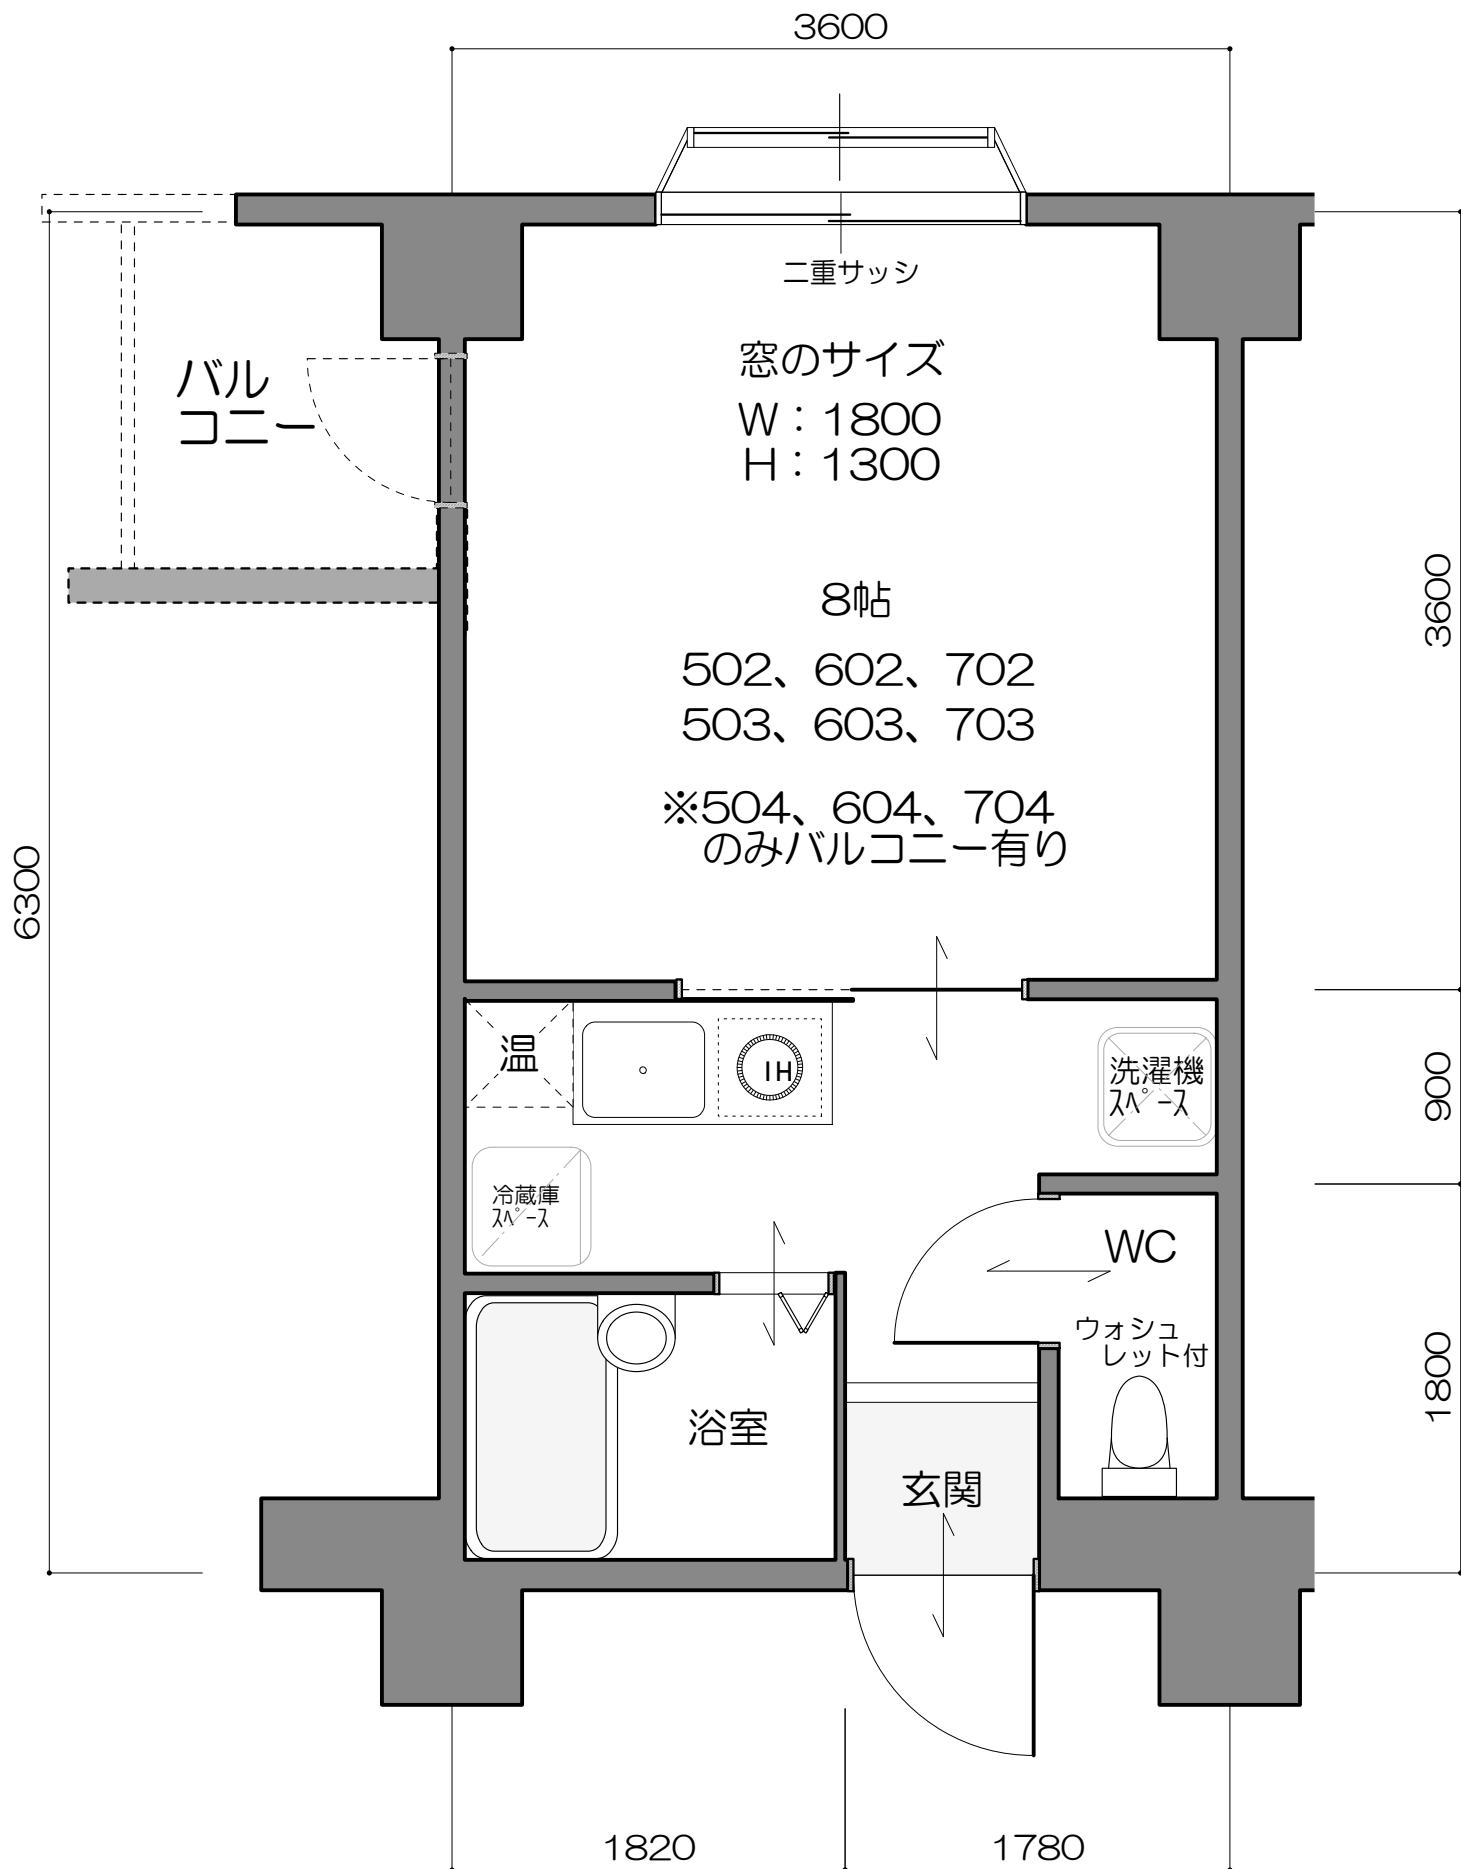 3600
二重サッシ
窓のサイズ
W：1800
H：1300
バル
コニー
8帖
502、602、702
503、603、703
※504、604、704
のみバルコニー有り
3600
6300
温
IH
洗濯機
ｽﾍﾟｰｽ
900
冷蔵庫
ｽﾍﾟｰｽ
WC
ウォシュ
レット付
1800
浴室
玄関
1820
1780